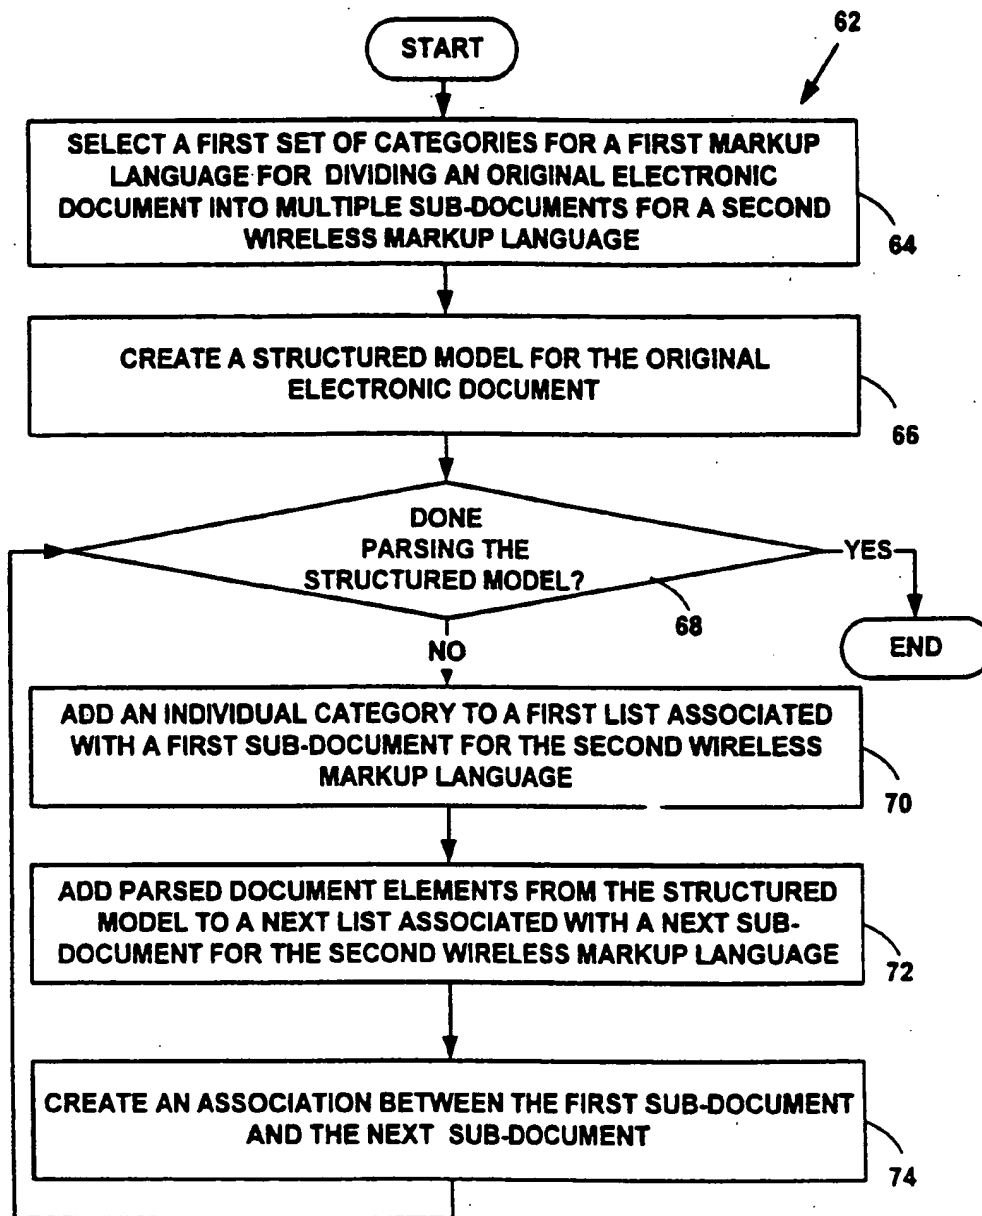 START
62
SELECT A FIRST SET OF CATEGORIES FOR A FIRST MARKUP
LANGUAGE FOR DIVIDING AN ORIGINAL ELECTRONIC
DOCUMENT INTO MULTIPLE SUB-DOCUMENTS FOR A SECOND
WIRELESS MARKUP LANGUAGE
64
CREATE A STRUCTURED MODEL FOR THE ORIGINAL
ELECTRONIC DOCUMENT
66
DONE
PARSING THE
STRUCTURED MODEL?
YES
68
NO
END
ADD AN INDIVIDUAL CATEGORY TO A FIRST LIST ASSOCIATED
WITH A FIRST SUB-DOCUMENT FOR THE SECOND WIRELESS
MARKUP LANGUAGE
70
ADD PARSED DOCUMENT ELEMENTS FROM THE STRUCTURED
MODEL TO A NEXT LIST ASSOCIATED WITH A NEXT SUB-
DOCUMENT FOR THE SECOND WIRELESS MARKUP LANGUAGE
72
CREATE AN ASSOCIATION BETWEEN THE FIRST SUB-DOCUMENT
AND THE NEXT SUB-DOCUMENT
74